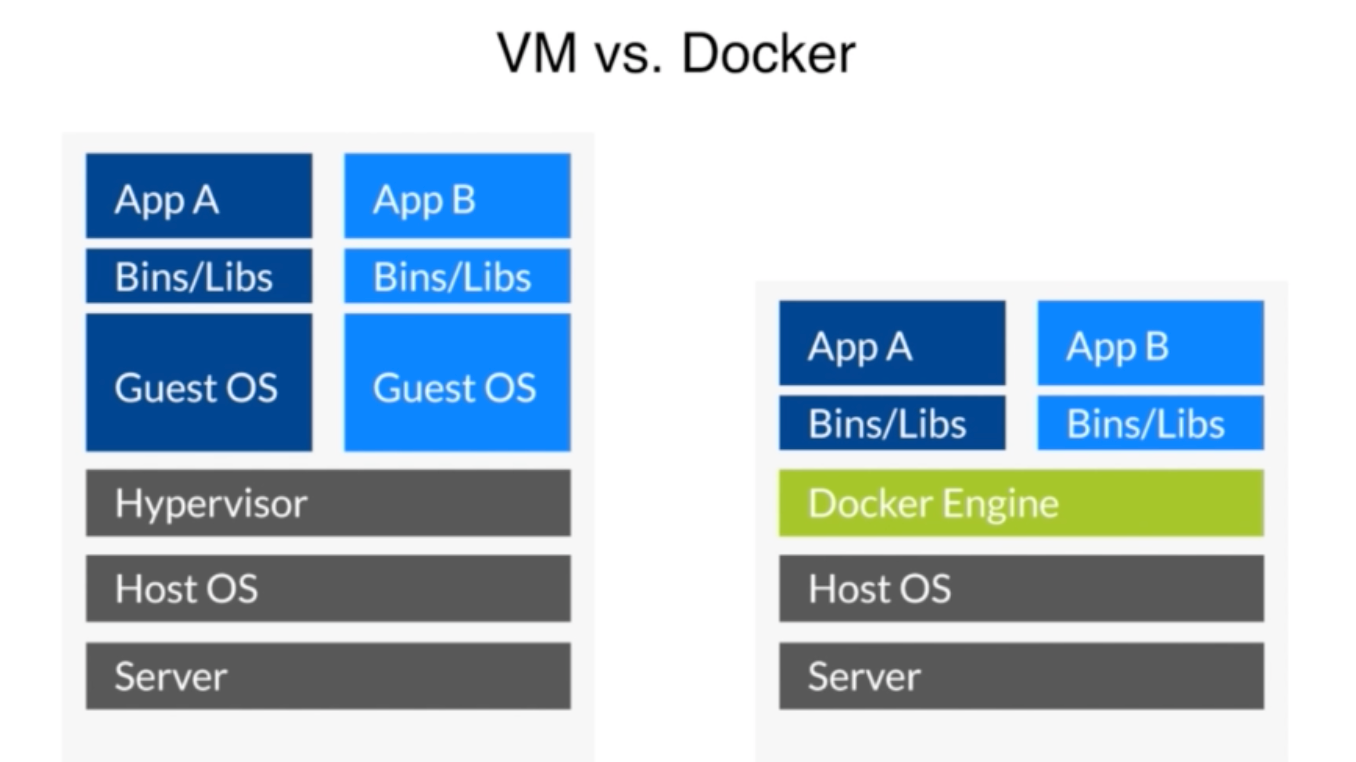 VM vs. Docker
App A
App B
Bins/Libs
Bins/Libs
Guest OS
Guest OS
Hypervisor
Host OS
Server
App A
App B
Bins/Libs
Bins/Libs
Docker Engine
Host OS
Server